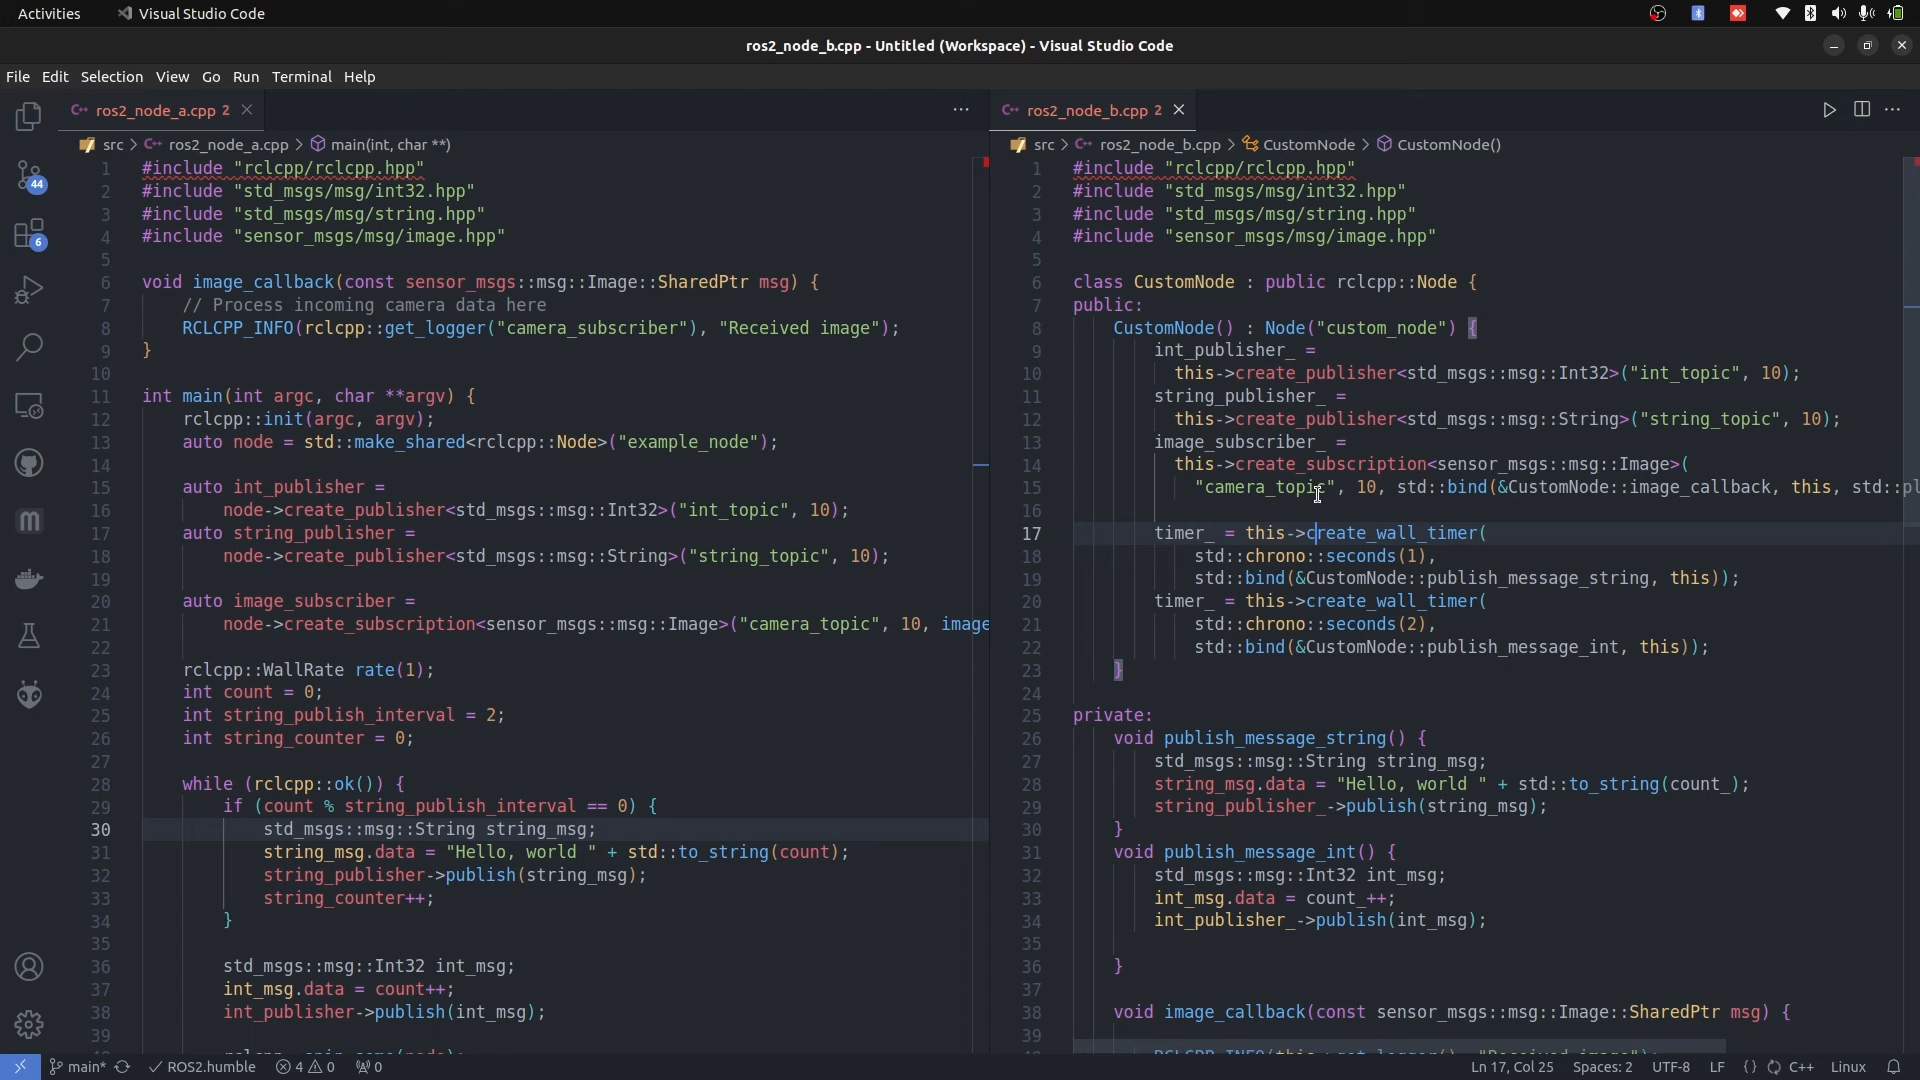 Activities
Visual Studio Code
ros2_node_b.cpp - Untitled (Workspace) - Visual Studio Code
File Edit Selection View Go Run Terminal Help
ros2_node_a.cpp 2
src > ros2_node_a.cpp > main(int, char **)
1 #include "rclcpp/rclcpp.hpp"
2 #include "std_msgs/msg/int32.hpp"
3 #include "std_msgs/msg/string.hpp"
4 #include "sensor_msgs/msg/image.hpp"
5
6 void image_callback(const sensor_msgs::msg::Image::SharedPtr msg) {
7 // Process incoming camera data here
8 RCLCPP_INFO(rclcpp::get_logger("camera_subscriber"), "Received image");
9 }
10
11 int main(int argc, char **argv) {
12 rclcpp::init(argc, argv);
13 auto node = std::make_shared<rclcpp::Node>("example_node");
14
15 auto int_publisher =
16 node->create_publisher<std_msgs::msg::Int32>("int_topic", 10);
17 auto string_publisher =
18 node->create_publisher<std_msgs::msg::String>("string_topic", 10);
19
20 auto image_subscriber =
21 node->create_subscription<sensor_msgs::msg::Image>("camera_topic", 10, image
22
23 rclcpp::WallRate rate(1);
24 int count = 0;
25 int string_publish_interval = 2;
26 int string_counter = 0;
27
28 while (rclcpp::ok()) {
29 if (count % string_publish_interval == 0) {
30 std_msgs::msg::String string_msg;
31 string_msg.data = "Hello, world " + std::to_string(count);
32 string_publisher->publish(string_msg);
33 string_counter++;
34 }
35
36 std_msgs::msg::Int32 int_msg;
37 int_msg.data = count++;
38 int_publisher->publish(int_msg);
39
ros2_node_b.cpp 2
src > ros2_node_b.cpp > CustomNode > CustomNode()
1 #include "rclcpp/rclcpp.hpp"
2 #include "std_msgs/msg/int32.hpp"
3 #include "std_msgs/msg/string.hpp"
4 #include "sensor_msgs/msg/image.hpp"
5
6 class CustomNode : public rclcpp::Node {
7 public:
8 CustomNode() : Node("custom_node") {
9 int_publisher_ =
10 this->create_publisher<std_msgs::msg::Int32>("int_topic", 10);
11 string_publisher_ =
12 this->create_publisher<std_msgs::msg::String>("string_topic", 10);
13 image_subscriber_ =
14 this->create_subscription<sensor_msgs::msg::Image>(
15 "camera_topic", 10, std::bind(&CustomNode::image_callback, this, std::pl
16
17 timer_ = this->create_wall_timer(
18 std::chrono::seconds(1),
19 std::bind(&CustomNode::publish_message_string, this));
20 timer_ = this->create_wall_timer(
21 std::chrono::seconds(2),
22 std::bind(&CustomNode::publish_message_int, this));
23 }
24
25 private:
26 void publish_message_string() {
27 std_msgs::msg::String string_msg;
28 string_msg.data = "Hello, world " + std::to_string(count_);
29 string_publisher_->publish(string_msg);
30 }
31 void publish_message_int() {
32 std_msgs::msg::Int32 int_msg;
33 int_msg.data = count_++;
34 int_publisher_->publish(int_msg);
35
36 }
37
38 void image_callback(const sensor_msgs::msg::Image::SharedPtr msg) {
39
44
6
main* ROS2.humble 4 0 0
Ln 17, Col 25 Spaces: 2 UTF-8 LF {} C++ Linux